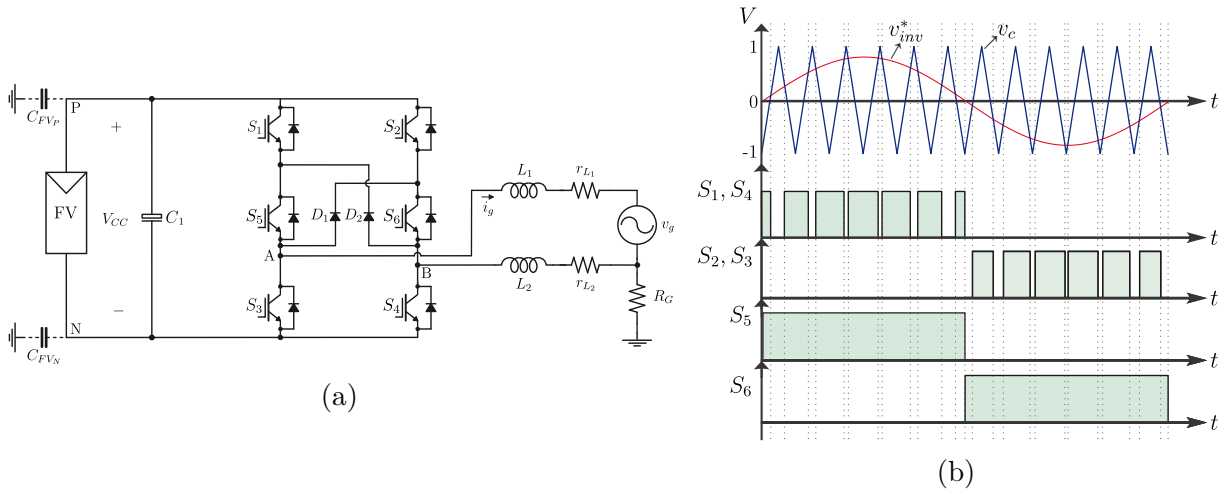 P
C_{FV_P}
+
FV
V_{CC}
C_1
−
N
C_{FV_N}
S_1
S_2
S_5
D_1
D_2
S_6
A
B
S_3
S_4
L_1
r_{L_1}
i_g
v_g
L_2
r_{L_2}
R_G
(a)
V
v^*_{inv}
v_c
1
0
t
-1
S_1, S_4
t
S_2, S_3
t
S_5
t
S_6
t
(b)